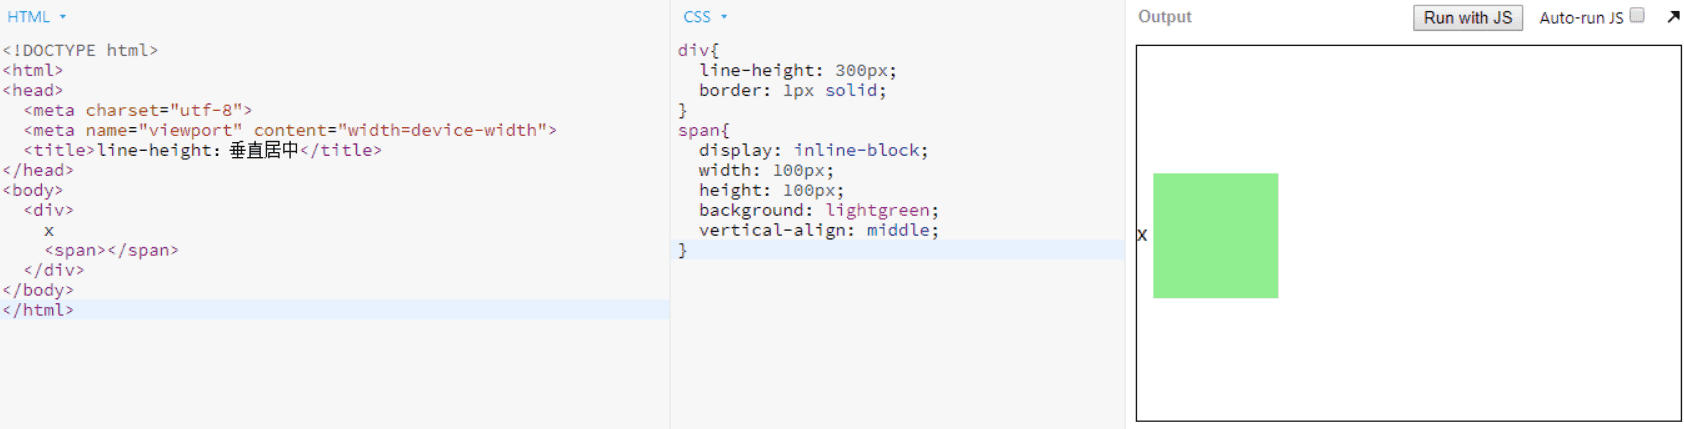 HTML
<!DOCTYPE html>
<html>
<head>
  <meta charset="utf-8">
  <meta name="viewport" content="width=device-width">
  <title>line-height: 垂直居中</title>
</head>
<body>
  <div>
    x
    <span></span>
  </div>
</body>
</html>
CSS
div{
  line-height: 300px;
  border: 1px solid;
}
span{
  display: inline-block;
  width: 100px;
  height: 100px;
  background: lightgreen;
  vertical-align: middle;
}
Output
Run with JS
Auto-run JS
x